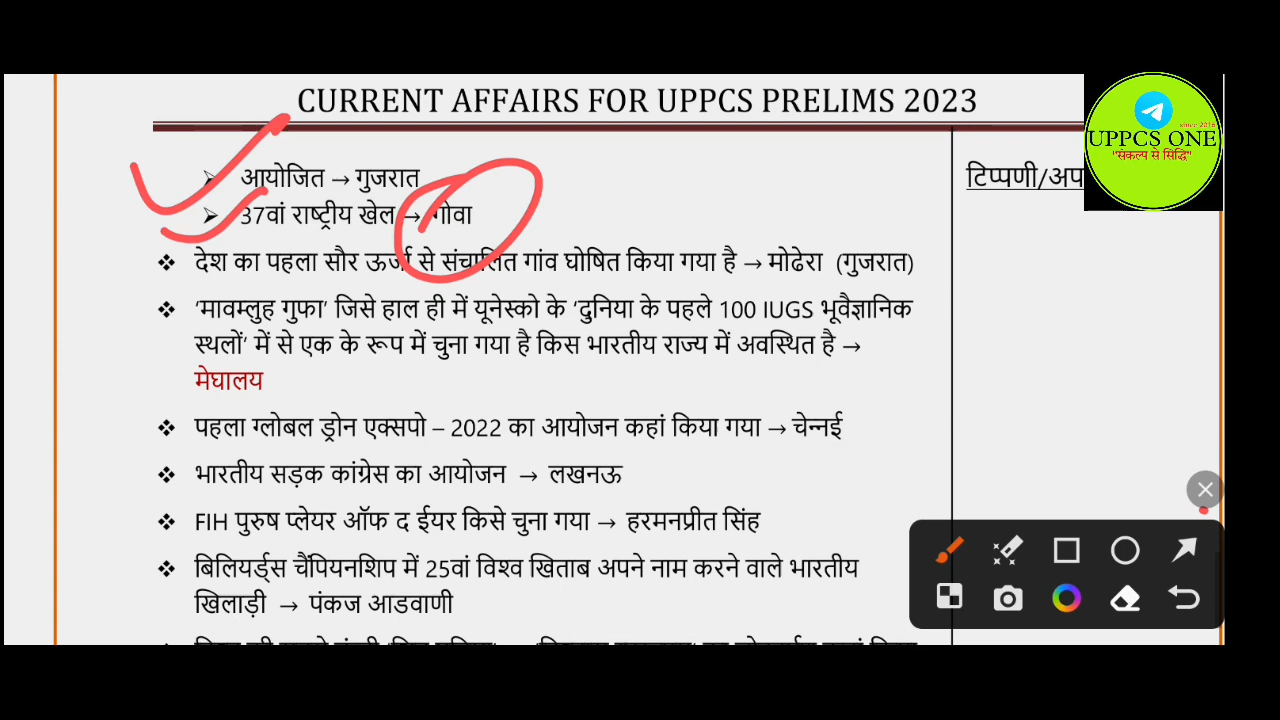 CURRENT AFFAIRS FOR UPPCS PRELIMS 2023
since 2016
UPPCS ONE
"संकल्प से सिद्धि"
➢ आयोजित → गुजरात
टिप्पणी/अप
➢ 37वां राष्ट्रीय खेल → गोवा
❖ देश का पहला सौर ऊर्जा से संचालित गांव घोषित किया गया है → मोढेरा (गुजरात)
❖ ‘मावम्लुह गुफा’ जिसे हाल ही में यूनेस्को के ‘दुनिया के पहले 100 IUGS भूवैज्ञानिक
स्थलों’ में से एक के रूप में चुना गया है किस भारतीय राज्य में अवस्थित है →
मेघालय
❖ पहला ग्लोबल ड्रोन एक्सपो – 2022 का आयोजन कहां किया गया → चेन्नई
❖ भारतीय सड़क कांग्रेस का आयोजन → लखनऊ
❖ FIH पुरुष प्लेयर ऑफ द ईयर किसे चुना गया → हरमनप्रीत सिंह
❖ बिलियर्ड्स चैंपियनशिप में 25वां विश्व खिताब अपने नाम करने वाले भारतीय
खिलाड़ी → पंकज आडवाणी